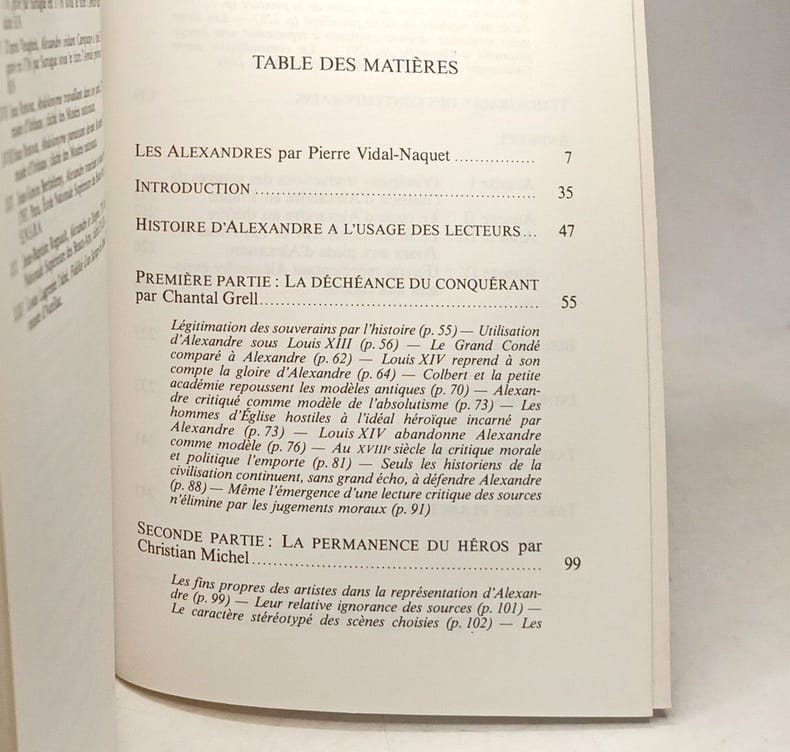 TABLE DES MATIÈRES
LES ALEXANDRES par Pierre Vidal-Naquet ............... 7
INTRODUCTION ............... 35
HISTOIRE D'ALEXANDRE A L'USAGE DES LECTEURS... 47
PREMIÈRE PARTIE : LA DÉCHÉANCE DU CONQUÉRANT
par Chantal Grell............... 55
Légitimation des souverains par l'histoire (p. 55) — Utilisation
d'Alexandre sous Louis XIII (p. 56) — Le Grand Condé
comparé à Alexandre (p. 62) — Louis XIV reprend à son
compte la gloire d'Alexandre (p. 64) — Colbert et la petite
académie repoussent les modèles antiques (p. 70) — Alexan-
dre critiqué comme modèle de l'absolutisme (p. 73) — Les
hommes d'Église hostiles à l'idéal héroïque incarné par
Alexandre (p. 73) — Louis XIV abandonne Alexandre
comme modèle (p. 76) — Au XVIIIe siècle la critique morale
et politique l'emporte (p. 81) — Seuls les historiens de la
civilisation continuent, sans grand écho, à défendre Alexandre
(p. 88) — Même l'émergence d'une lecture critique des sources
n'élimine par les jugements moraux (p. 91)
SECONDE PARTIE : LA PERMANENCE DU HÉROS par
Christian Michel............... 99
Les fins propres des artistes dans la représentation d'Alexan-
dre (p. 99) — Leur relative ignorance des sources (p. 101) —
Le caractère stéréotypé des scènes choisies (p. 102) — Les